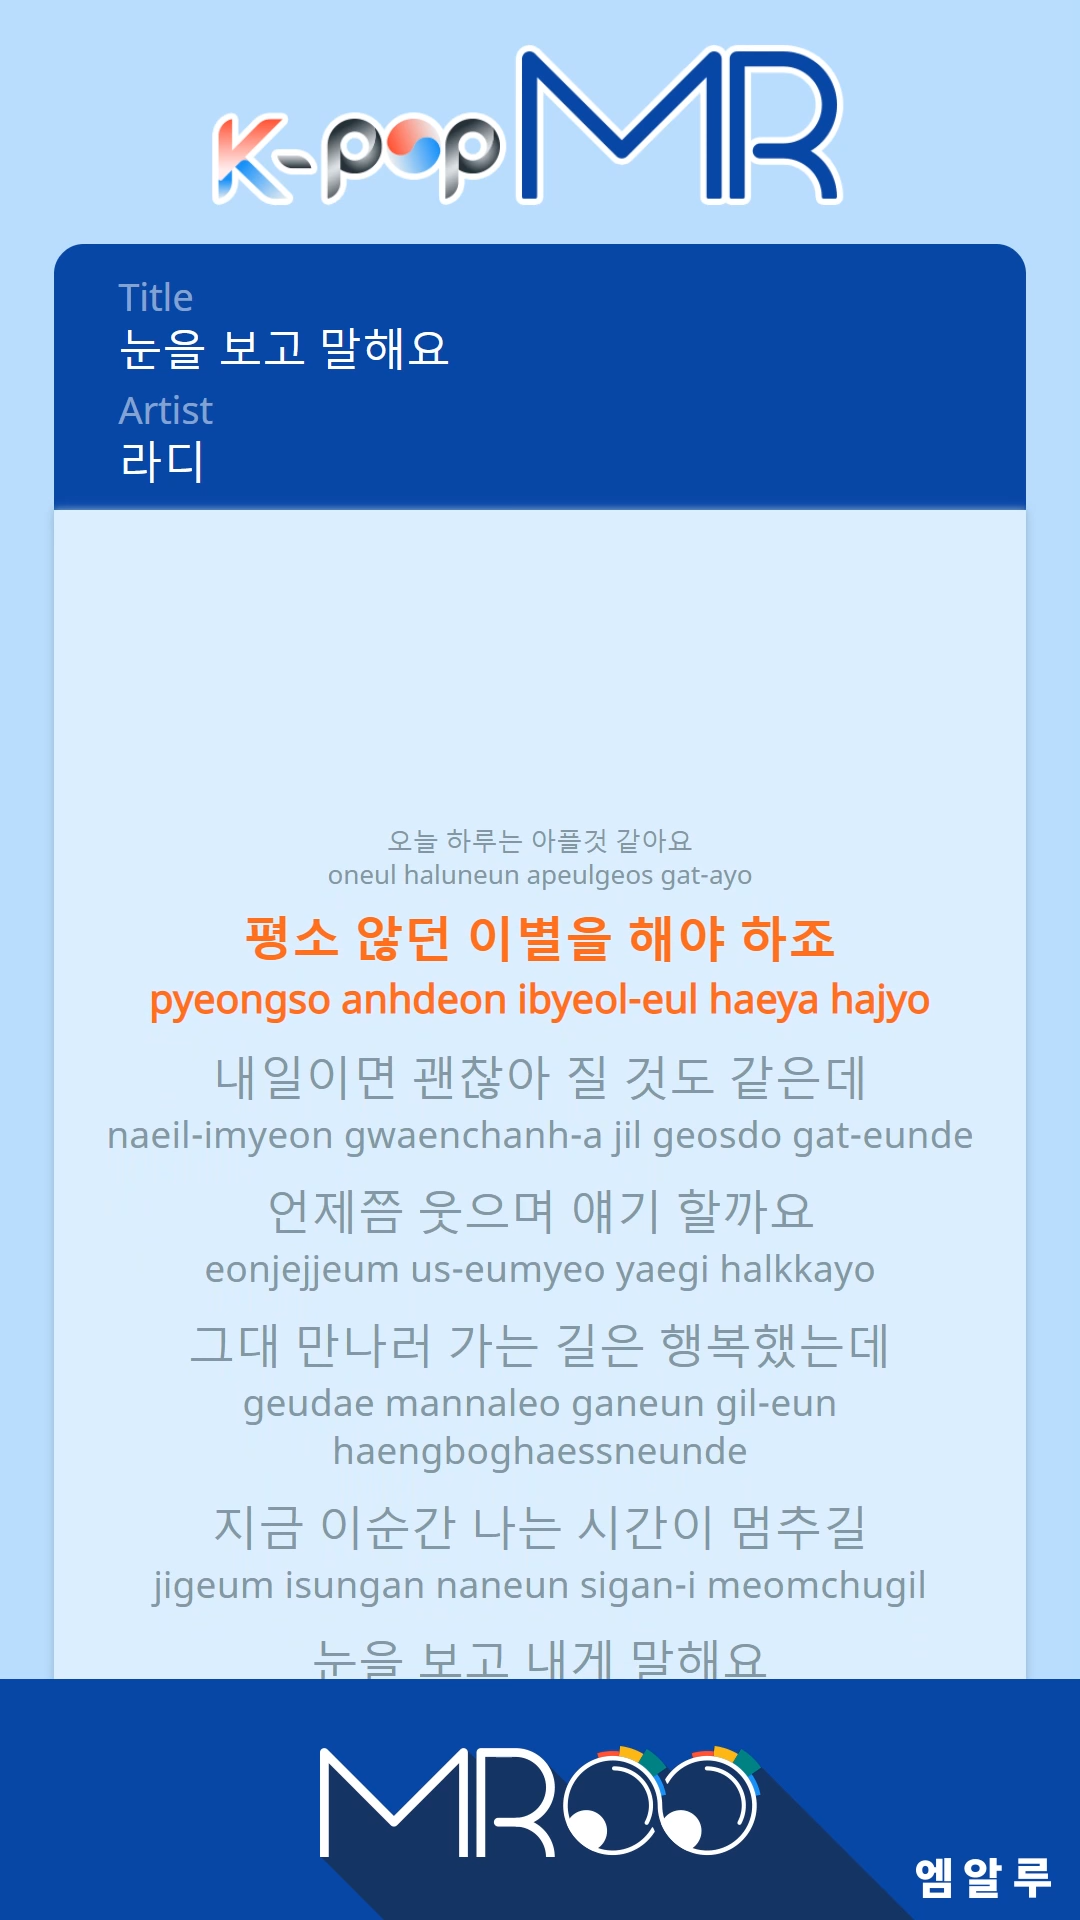 K-pop MR
Title
눈을 보고 말해요
Artist
라디
오늘 하루는 아플것 같아요
oneul haluneun apeulgeos gat-ayo
평소 않던 이별을 해야 하죠
pyeongso anhdeon ibyeol-eul haeya hajyo
내일이면 괜찮아 질 것도 같은데
naeil-imyeon gwaenchanh-a jil geosdo gat-eunde
언제쯤 웃으며 얘기 할까요
eonjejjeum us-eumyeo yaegi halkkayo
그대 만나러 가는 길은 행복했는데
geudae mannaleo ganeun gil-eun
haengboghaessneunde
지금 이순간 나는 시간이 멈추길
jigeum isungan naneun sigan-i meomchugil
눈을 보고 내게 말해요
MROO
엠알루